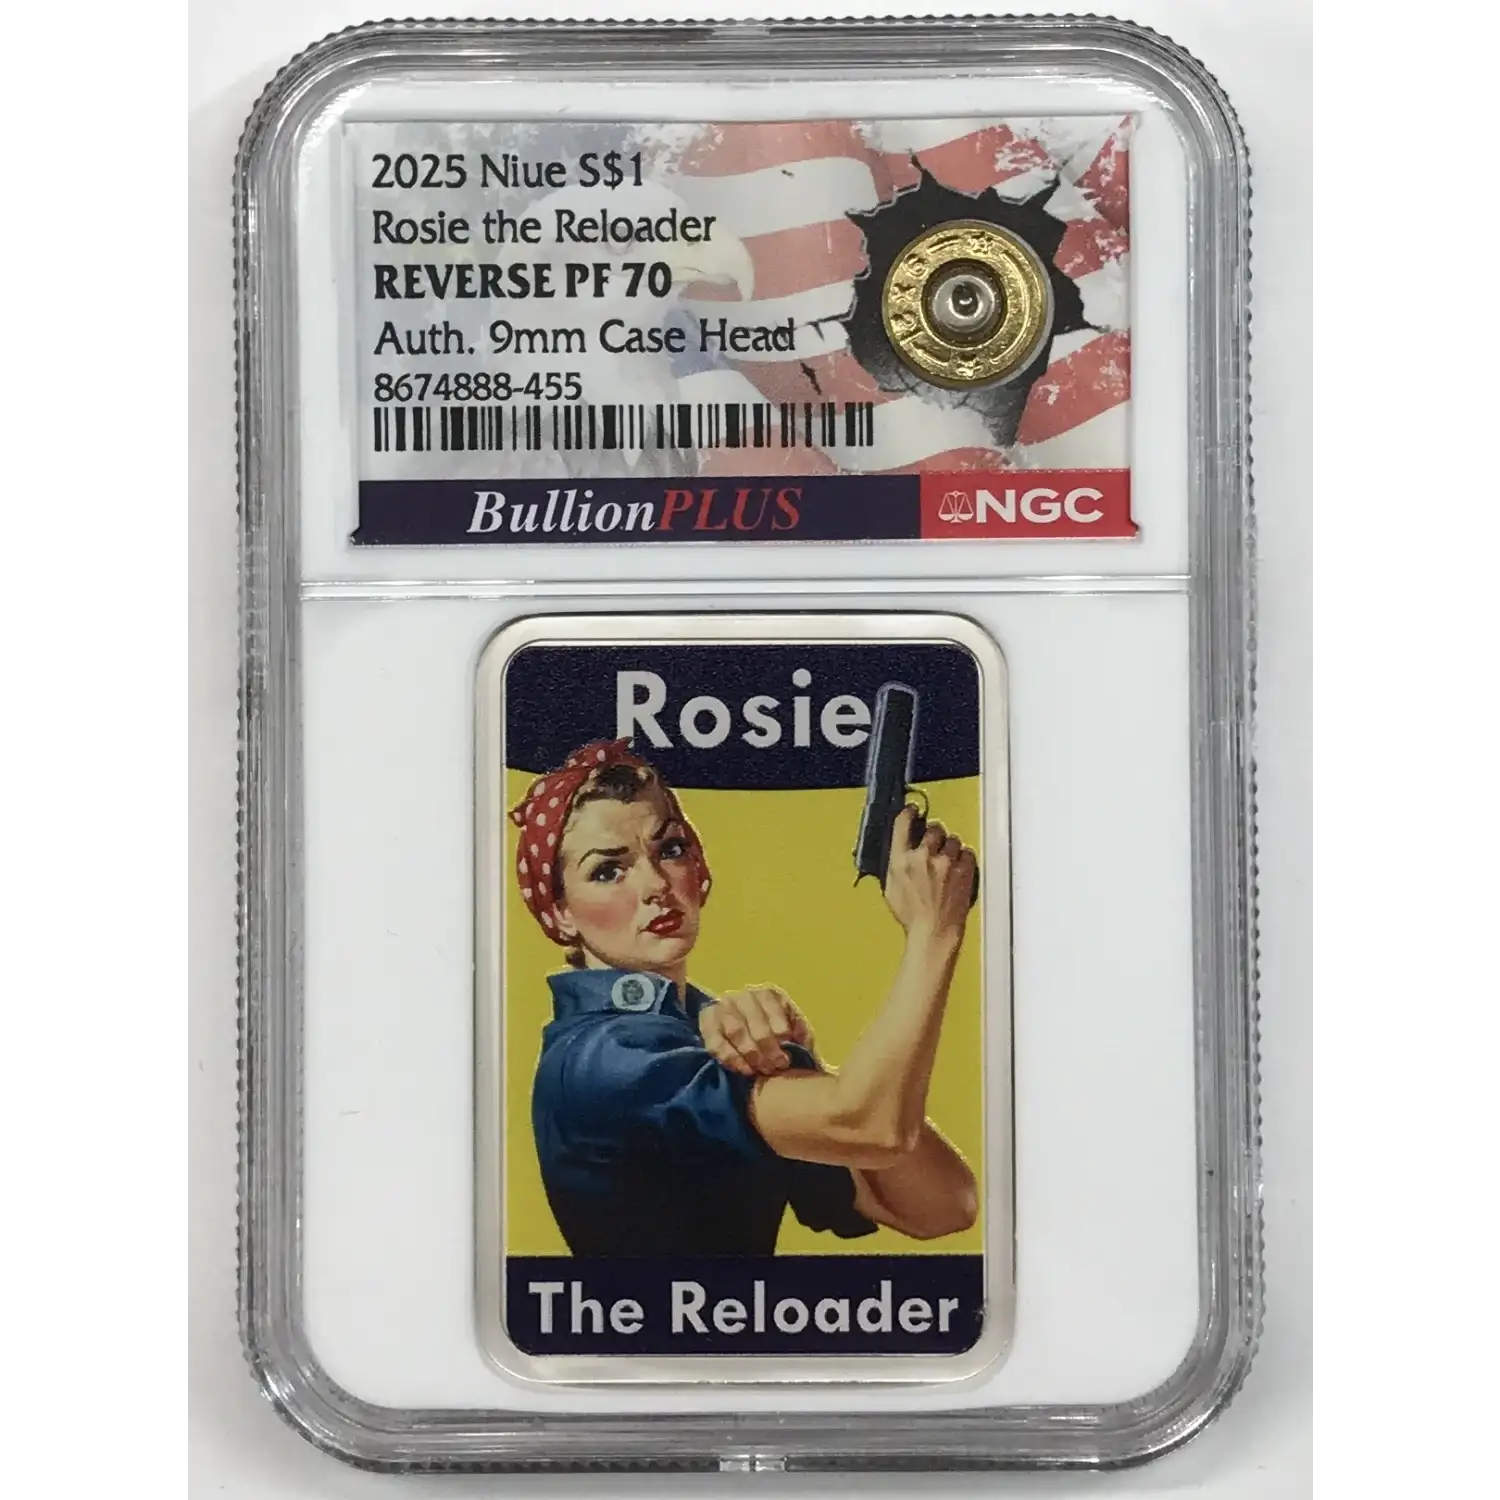 2025 Niue S$1
Rosie the Reloader
REVERSE PF 70
Auth. 9mm Case Head
8674888-455
BullionPLUS
NGC
Rosie
The Reloader